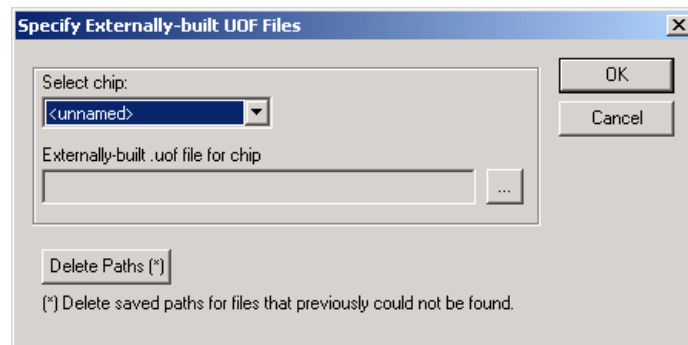 Specify Externally-built UOF Files
Select chip:
<unnamed>
Externally-built .uof file for chip
...
OK
Cancel
Delete Paths (*)
(*) Delete saved paths for files that previously could not be found.